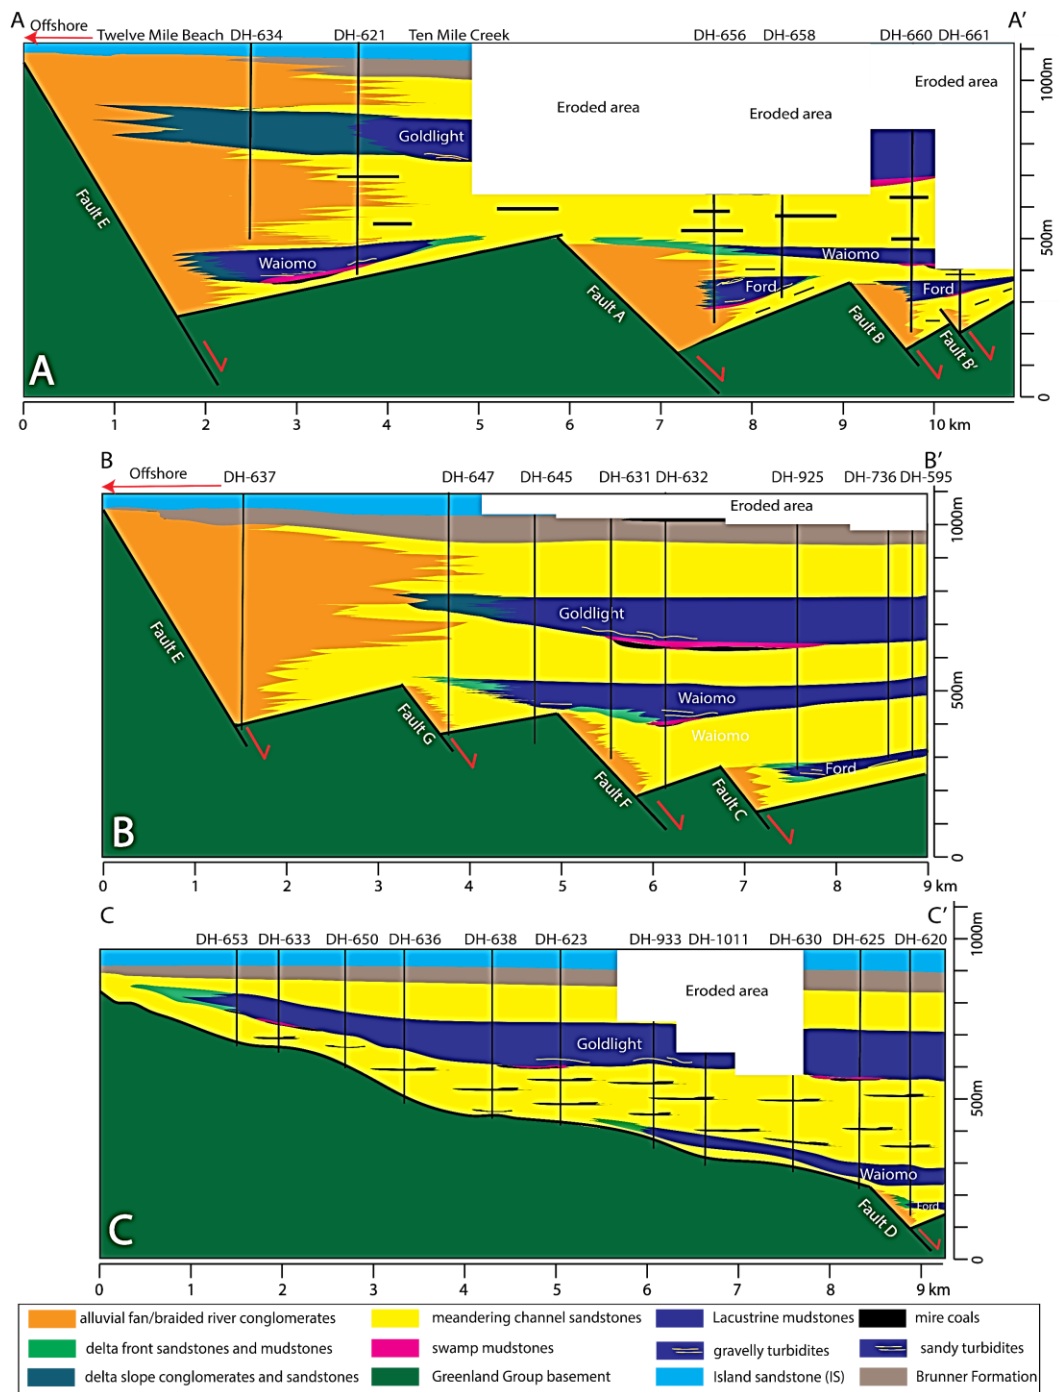 A
A'
Offshore
Twelve Mile Beach DH-634 DH-621 Ten Mile Creek DH-656 DH-658 DH-660 DH-661
Eroded area
Eroded area
Eroded area
1000m
Goldlight
Fault E
500m
Waiomo
Waiomo
Ford
Ford
Fault A
Fault B
Fault B'
A
0
0 1 2 3 4 5 6 7 8 9 10 km
B
B'
Offshore
DH-637 DH-647 DH-645 DH-631 DH-632 DH-925 DH-736 DH-595
Eroded area
1000m
Goldlight
Fault E
500m
Waiomo
Fault G
Waiomo
Ford
Fault F
Fault C
B
0
0 1 2 3 4 5 6 7 8 9 km
C
C'
DH-653 DH-633 DH-650 DH-636 DH-638 DH-623 DH-933 DH-1011 DH-630 DH-625 DH-620
1000m
Eroded area
Goldlight
500m
Waiomo
Ford
Fault D
C
0
0 1 2 3 4 5 6 7 8 9 km
alluvial fan/braided river conglomerates
meandering channel sandstones
Lacustrine mudstones
mire coals
delta front sandstones and mudstones
swamp mudstones
gravelly turbidites
sandy turbidites
delta slope conglomerates and sandstones
Greenland Group basement
Island sandstone (IS)
Brunner Formation